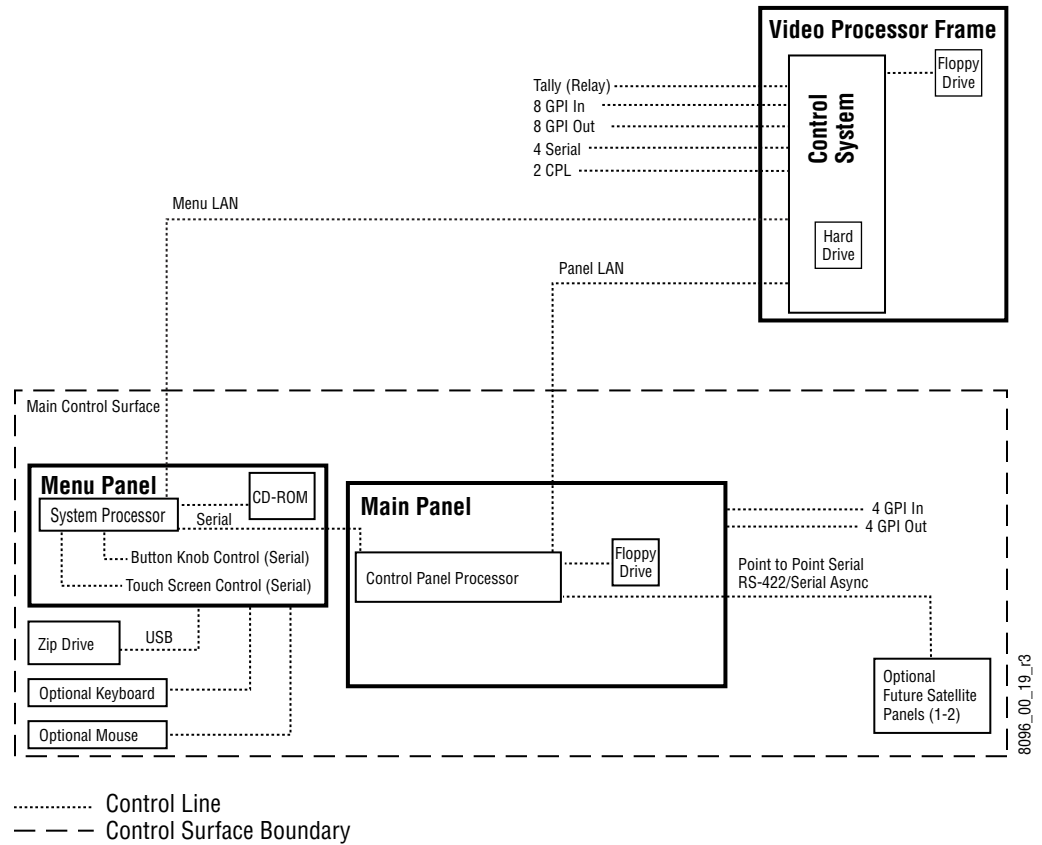 Video Processor Frame
Floppy
Drive
Control
System
Tally (Relay)
8 GPI In
8 GPI Out
4 Serial
2 CPL
Menu LAN
Hard
Drive
Panel LAN
Main Control Surface
Menu Panel
CD-ROM
System Processor
Serial
Button Knob Control (Serial)
Touch Screen Control (Serial)
Main Panel
4 GPI In
4 GPI Out
Floppy
Drive
Control Panel Processor
Point to Point Serial
RS-422/Serial Async
Zip Drive
USB
Optional Keyboard
Optional Mouse
Optional
Future Satellite
Panels (1-2)
8096_00_19_r3
Control Line
Control Surface Boundary